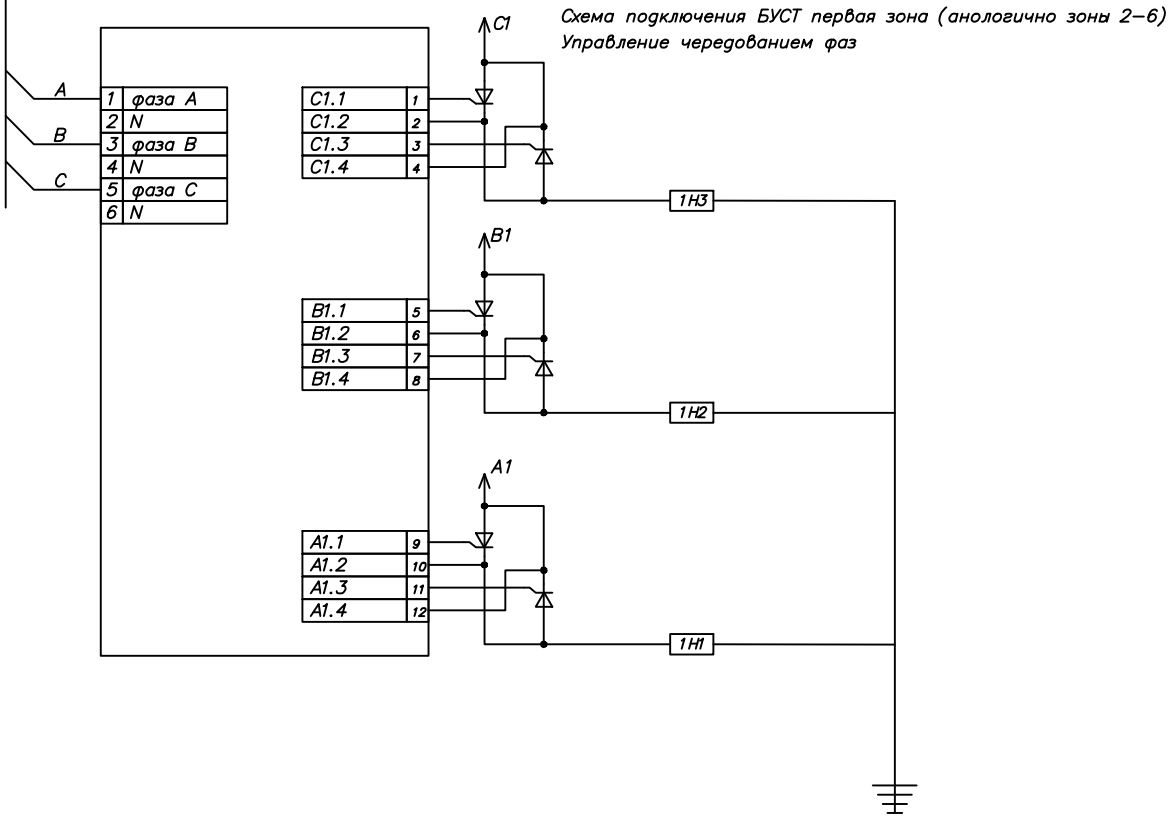 Схема подключения БУСТ первая зона (анологично зоны 2-6)
Управление чередованием фаз
A
B
C
1 фаза A
2 N
3 фаза B
4 N
5 фаза C
6 N
C1
C1.1 1
C1.2 2
C1.3 3
C1.4 4
1H3
B1
B1.1 5
B1.2 6
B1.3 7
B1.4 8
1H2
A1
A1.1 9
A1.2 10
A1.3 11
A1.4 12
1H1